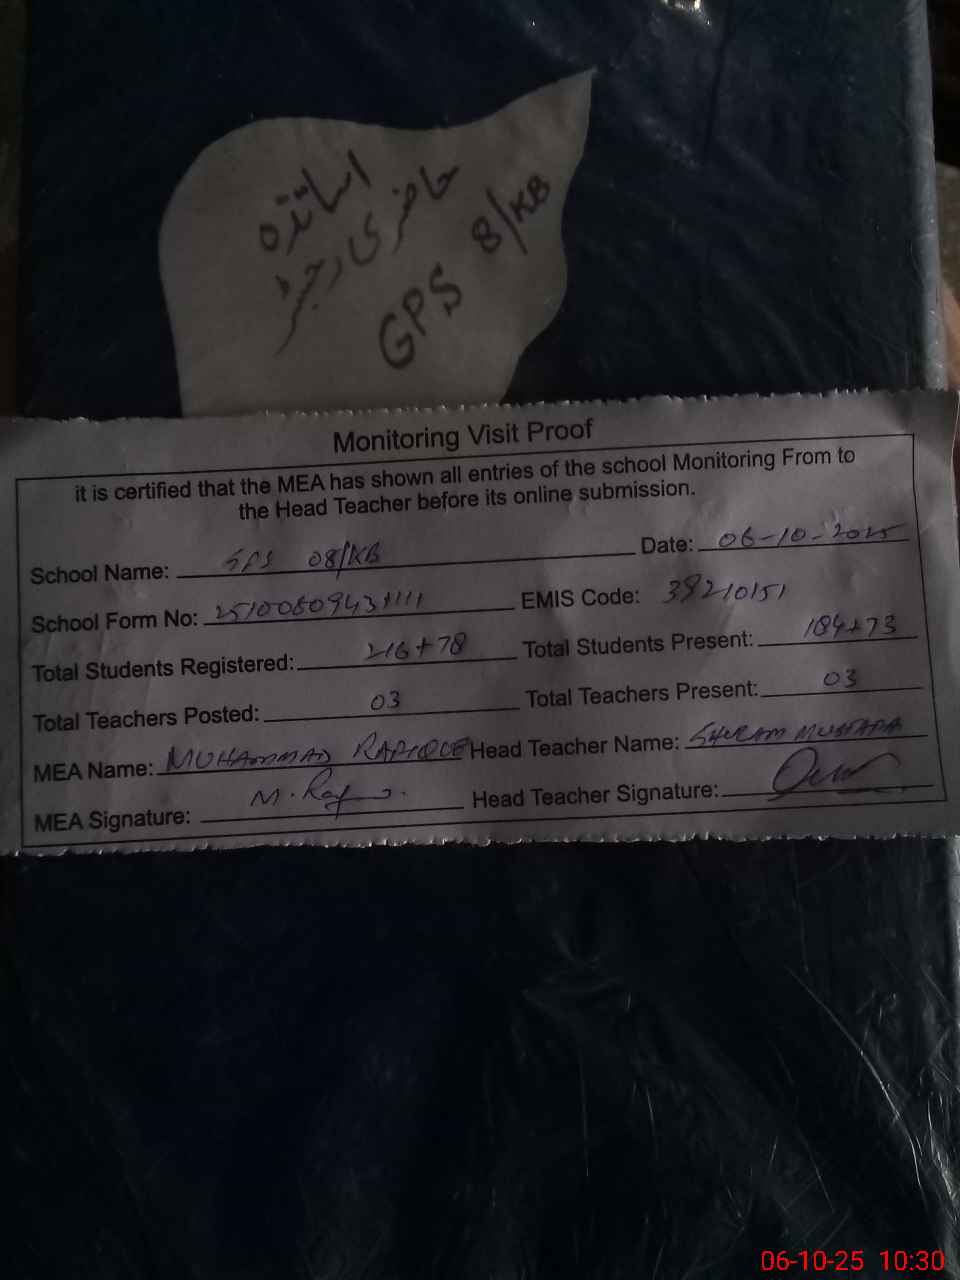 اساتذہ
حاضری رجسٹر
GPS 8/KB
Monitoring Visit Proof
it is certified that the MEA has shown all entries of the school Monitoring From to
the Head Teacher before its online submission.
School Name: GPS 08/KB Date: 06-10-2025
School Form No: EMIS Code: 38210151
Total Students Registered: 216+78 Total Students Present: 184+73
Total Teachers Posted: 03 Total Teachers Present: 03
MEA Name: MUHAMMAD RAFIQUE Head Teacher Name: MUSTAFA
MEA Signature: Head Teacher Signature:
06-10-25 10:30